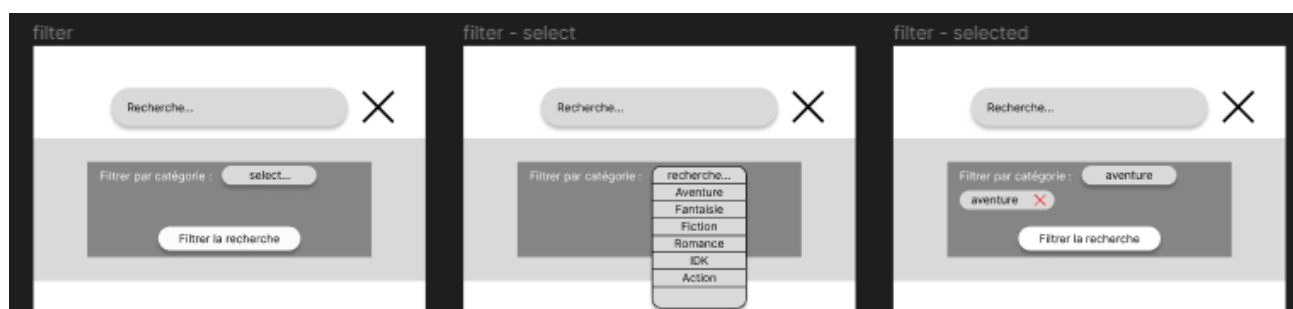 filter
Recherche...
Filtrer par catégorie :
select...
Filtrer la recherche
filter - select
Recherche...
Filtrer par catégorie :
recherche...
Aventure
Fantaisie
Fiction
Romance
IDK
Action
filter - selected
Recherche...
Filtrer par catégorie :
aventure
aventure
Filtrer la recherche